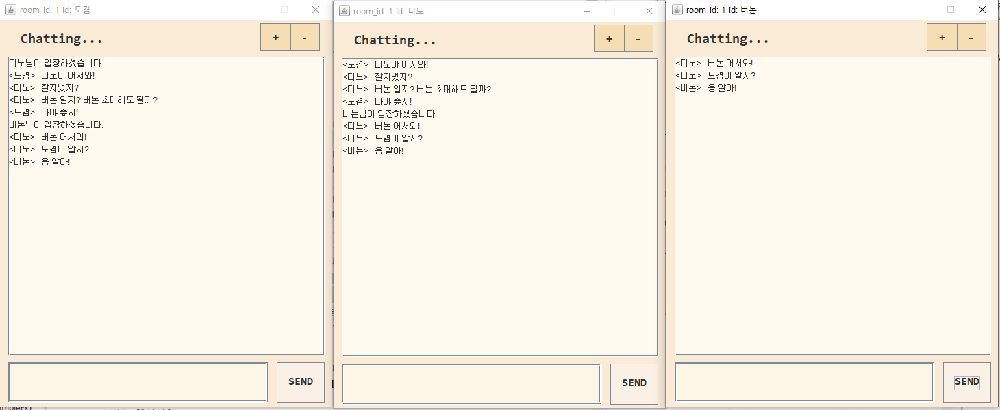 room_id: 1 id: 도겸
Chatting...
+ -
디노님이 입장하셨습니다.
<도겸> 디노야 어서와!
<디노> 잘지냈지?
<디노> 버논 알지? 버논 초대해도 될까?
<도겸> 나야 좋지!
버논님이 입장하셨습니다.
<디노> 버논 어서와!
<디노> 도겸이 알지?
<버논> 응 알아!
SEND
room_id: 1 id: 디노
Chatting...
+ -
<도겸> 디노야 어서와!
<디노> 잘지냈지?
<디노> 버논 알지? 버논 초대해도 될까?
<도겸> 나야 좋지!
버논님이 입장하셨습니다.
<디노> 버논 어서와!
<디노> 도겸이 알지?
<버논> 응 알아!
SEND
room_id: 1 id: 버논
Chatting...
+ -
<디노> 버논 어서와!
<디노> 도겸이 알지?
<버논> 응 알아!
SEND